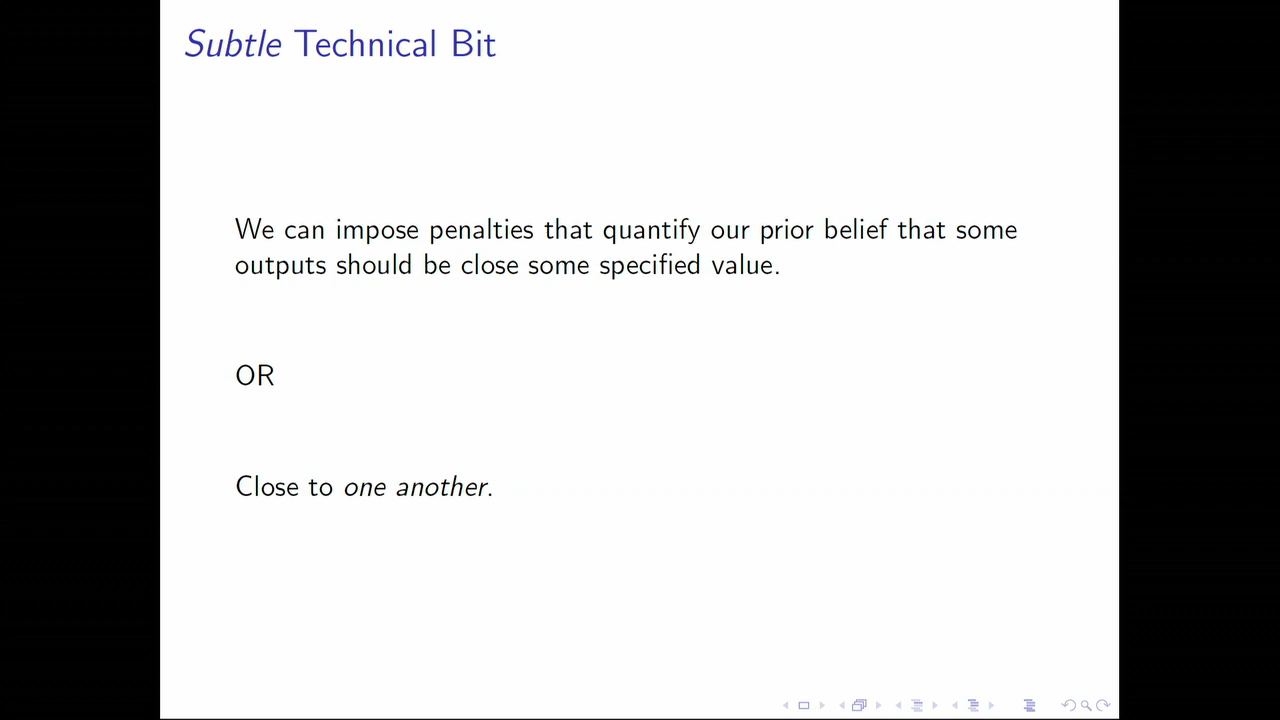 Subtle Technical Bit
We can impose penalties that quantify our prior belief that some
outputs should be close some specified value.
OR
Close to one another.